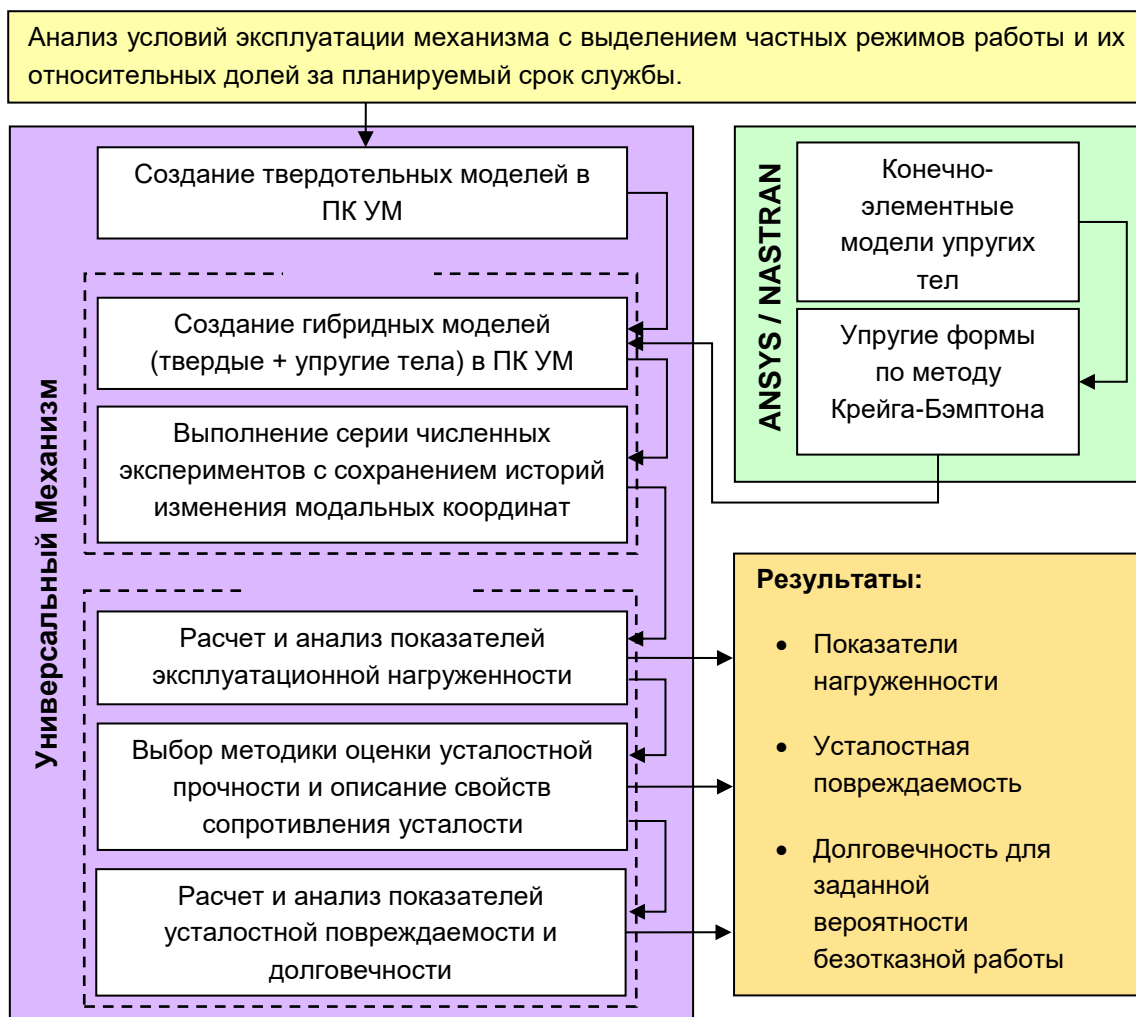 Анализ условий эксплуатации механизма с выделением частных режимов работы и их
относительных долей за планируемый срок службы.
Универсальный Механизм
Создание твердотельных моделей в
ПК УМ
Создание гибридных моделей
(твердые + упругие тела) в ПК УМ
Выполнение серии численных
экспериментов с сохранением историй
изменения модальных координат
Расчет и анализ показателей
эксплуатационной нагруженности
Выбор методики оценки усталостной
прочности и описание свойств
сопротивления усталости
Расчет и анализ показателей
усталостной повреждаемости и
долговечности
ANSYS / NASTRAN
Конечно-
элементные
модели упругих
тел
Упругие формы
по методу
Крейга-Бэмптона
Результаты:
• Показатели
нагруженности
• Усталостная
повреждаемость
• Долговечность для
заданной
вероятности
безотказной работы